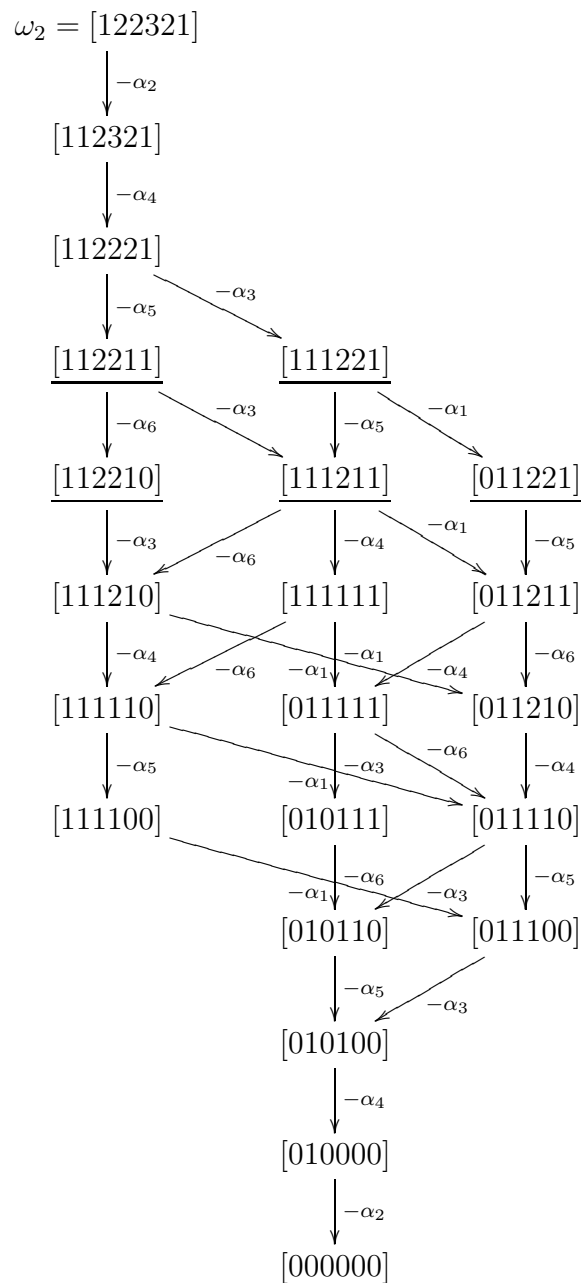 ω₂ = [122321]
−α₂
[112321]
−α₄
[112221]
−α₅ −α₃
[112211] [111221]
−α₆ −α₃ −α₅ −α₁
[112210] [111211] [011221]
−α₃ −α₆ −α₄ −α₁ −α₅
[111210] [111111] [011211]
−α₄ −α₆ −α₁ −α₁ −α₄ −α₆
[111110] [011111] [011210]
−α₅ −α₁ −α₃ −α₆ −α₄
[111100] [010111] [011110]
−α₁ −α₆ −α₃ −α₅
[010110] [011100]
−α₅ −α₃
[010100]
−α₄
[010000]
−α₂
[000000]